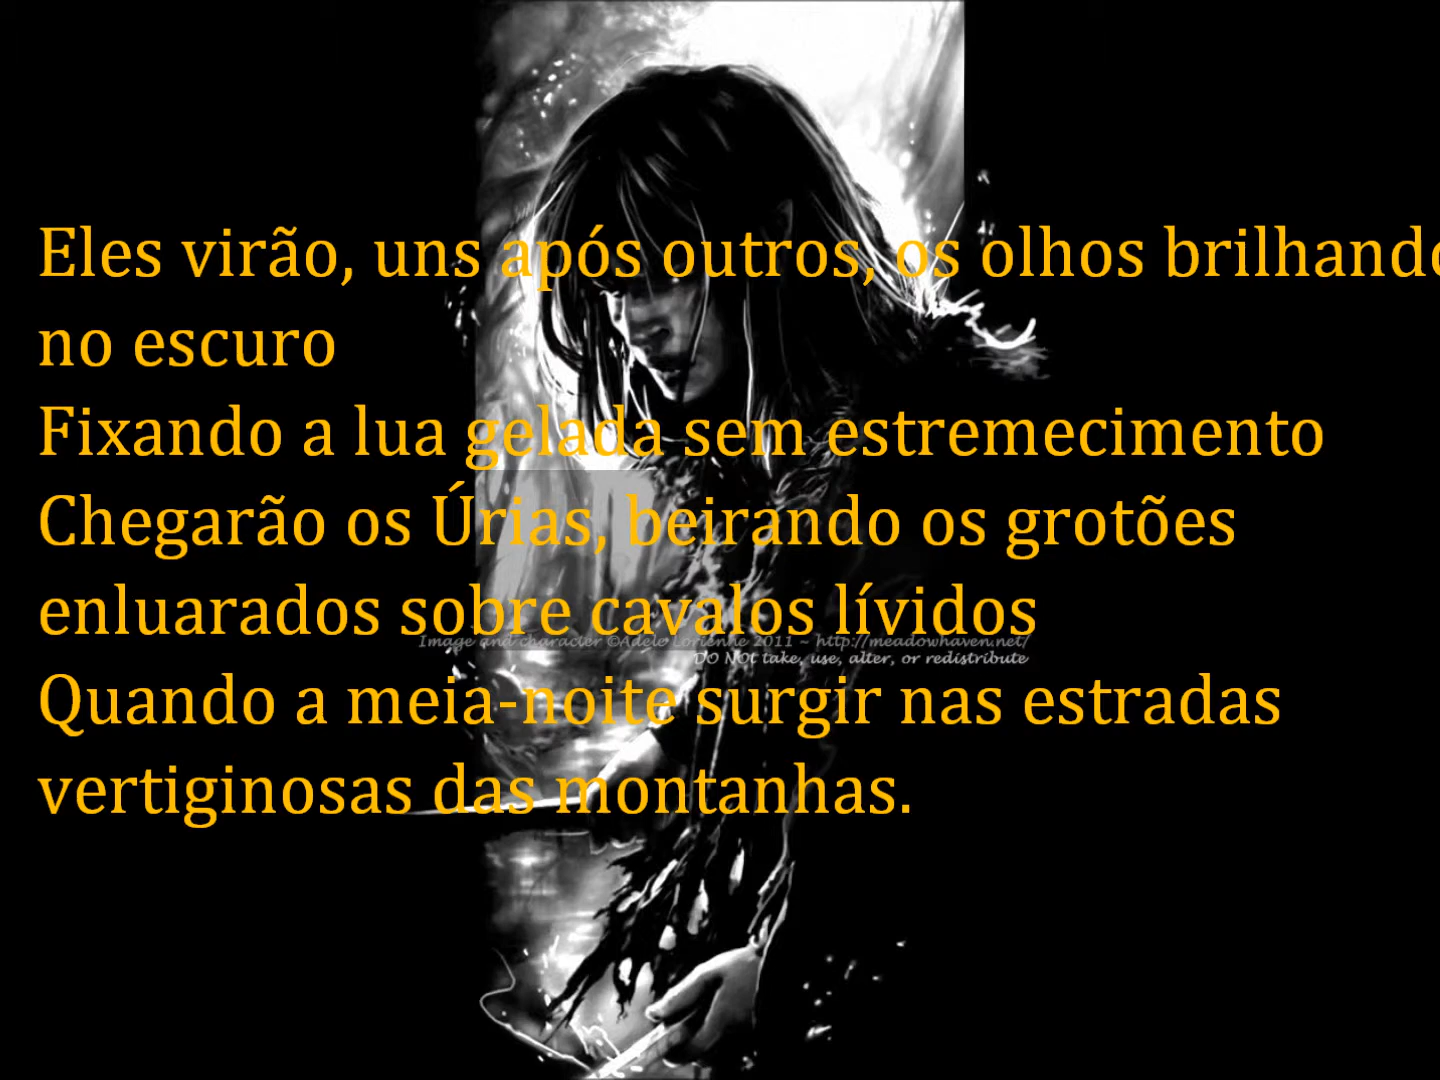 Eles virão, uns após outros, os olhos brilhando
no escuro
Fixando a lua gelada sem estremecimento
Chegarão os Úrias, beirando os grotões
enluarados sobre cavalos lívidos
Image and character ©Adele Lorienne 2011 ~ http://meadowhaven.net/
DO NOt take, use, alter, or redistribute
Quando a meia-noite surgir nas estradas
vertiginosas das montanhas.